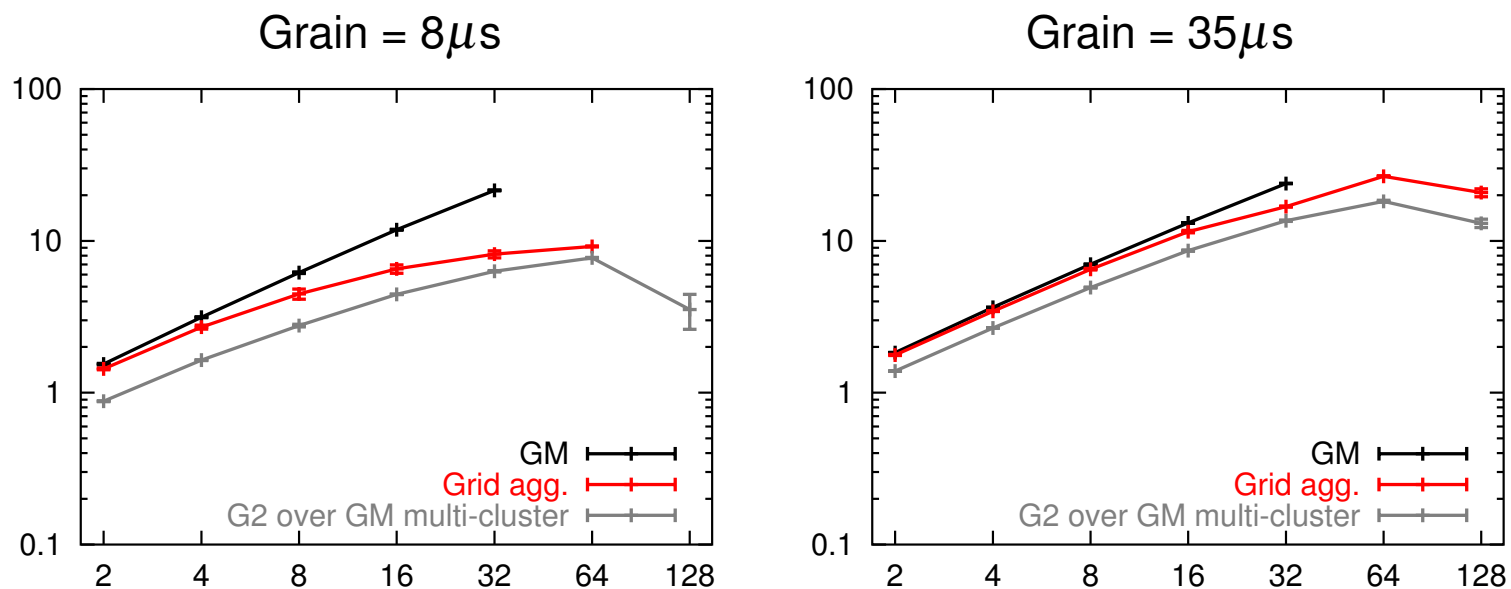 Grain = 8μs
100
10
1
0.1
GM
Grid agg.
G2 over GM multi-cluster
2 4 8 16 32 64 128
Grain = 35μs
100
10
1
0.1
GM
Grid agg.
G2 over GM multi-cluster
2 4 8 16 32 64 128